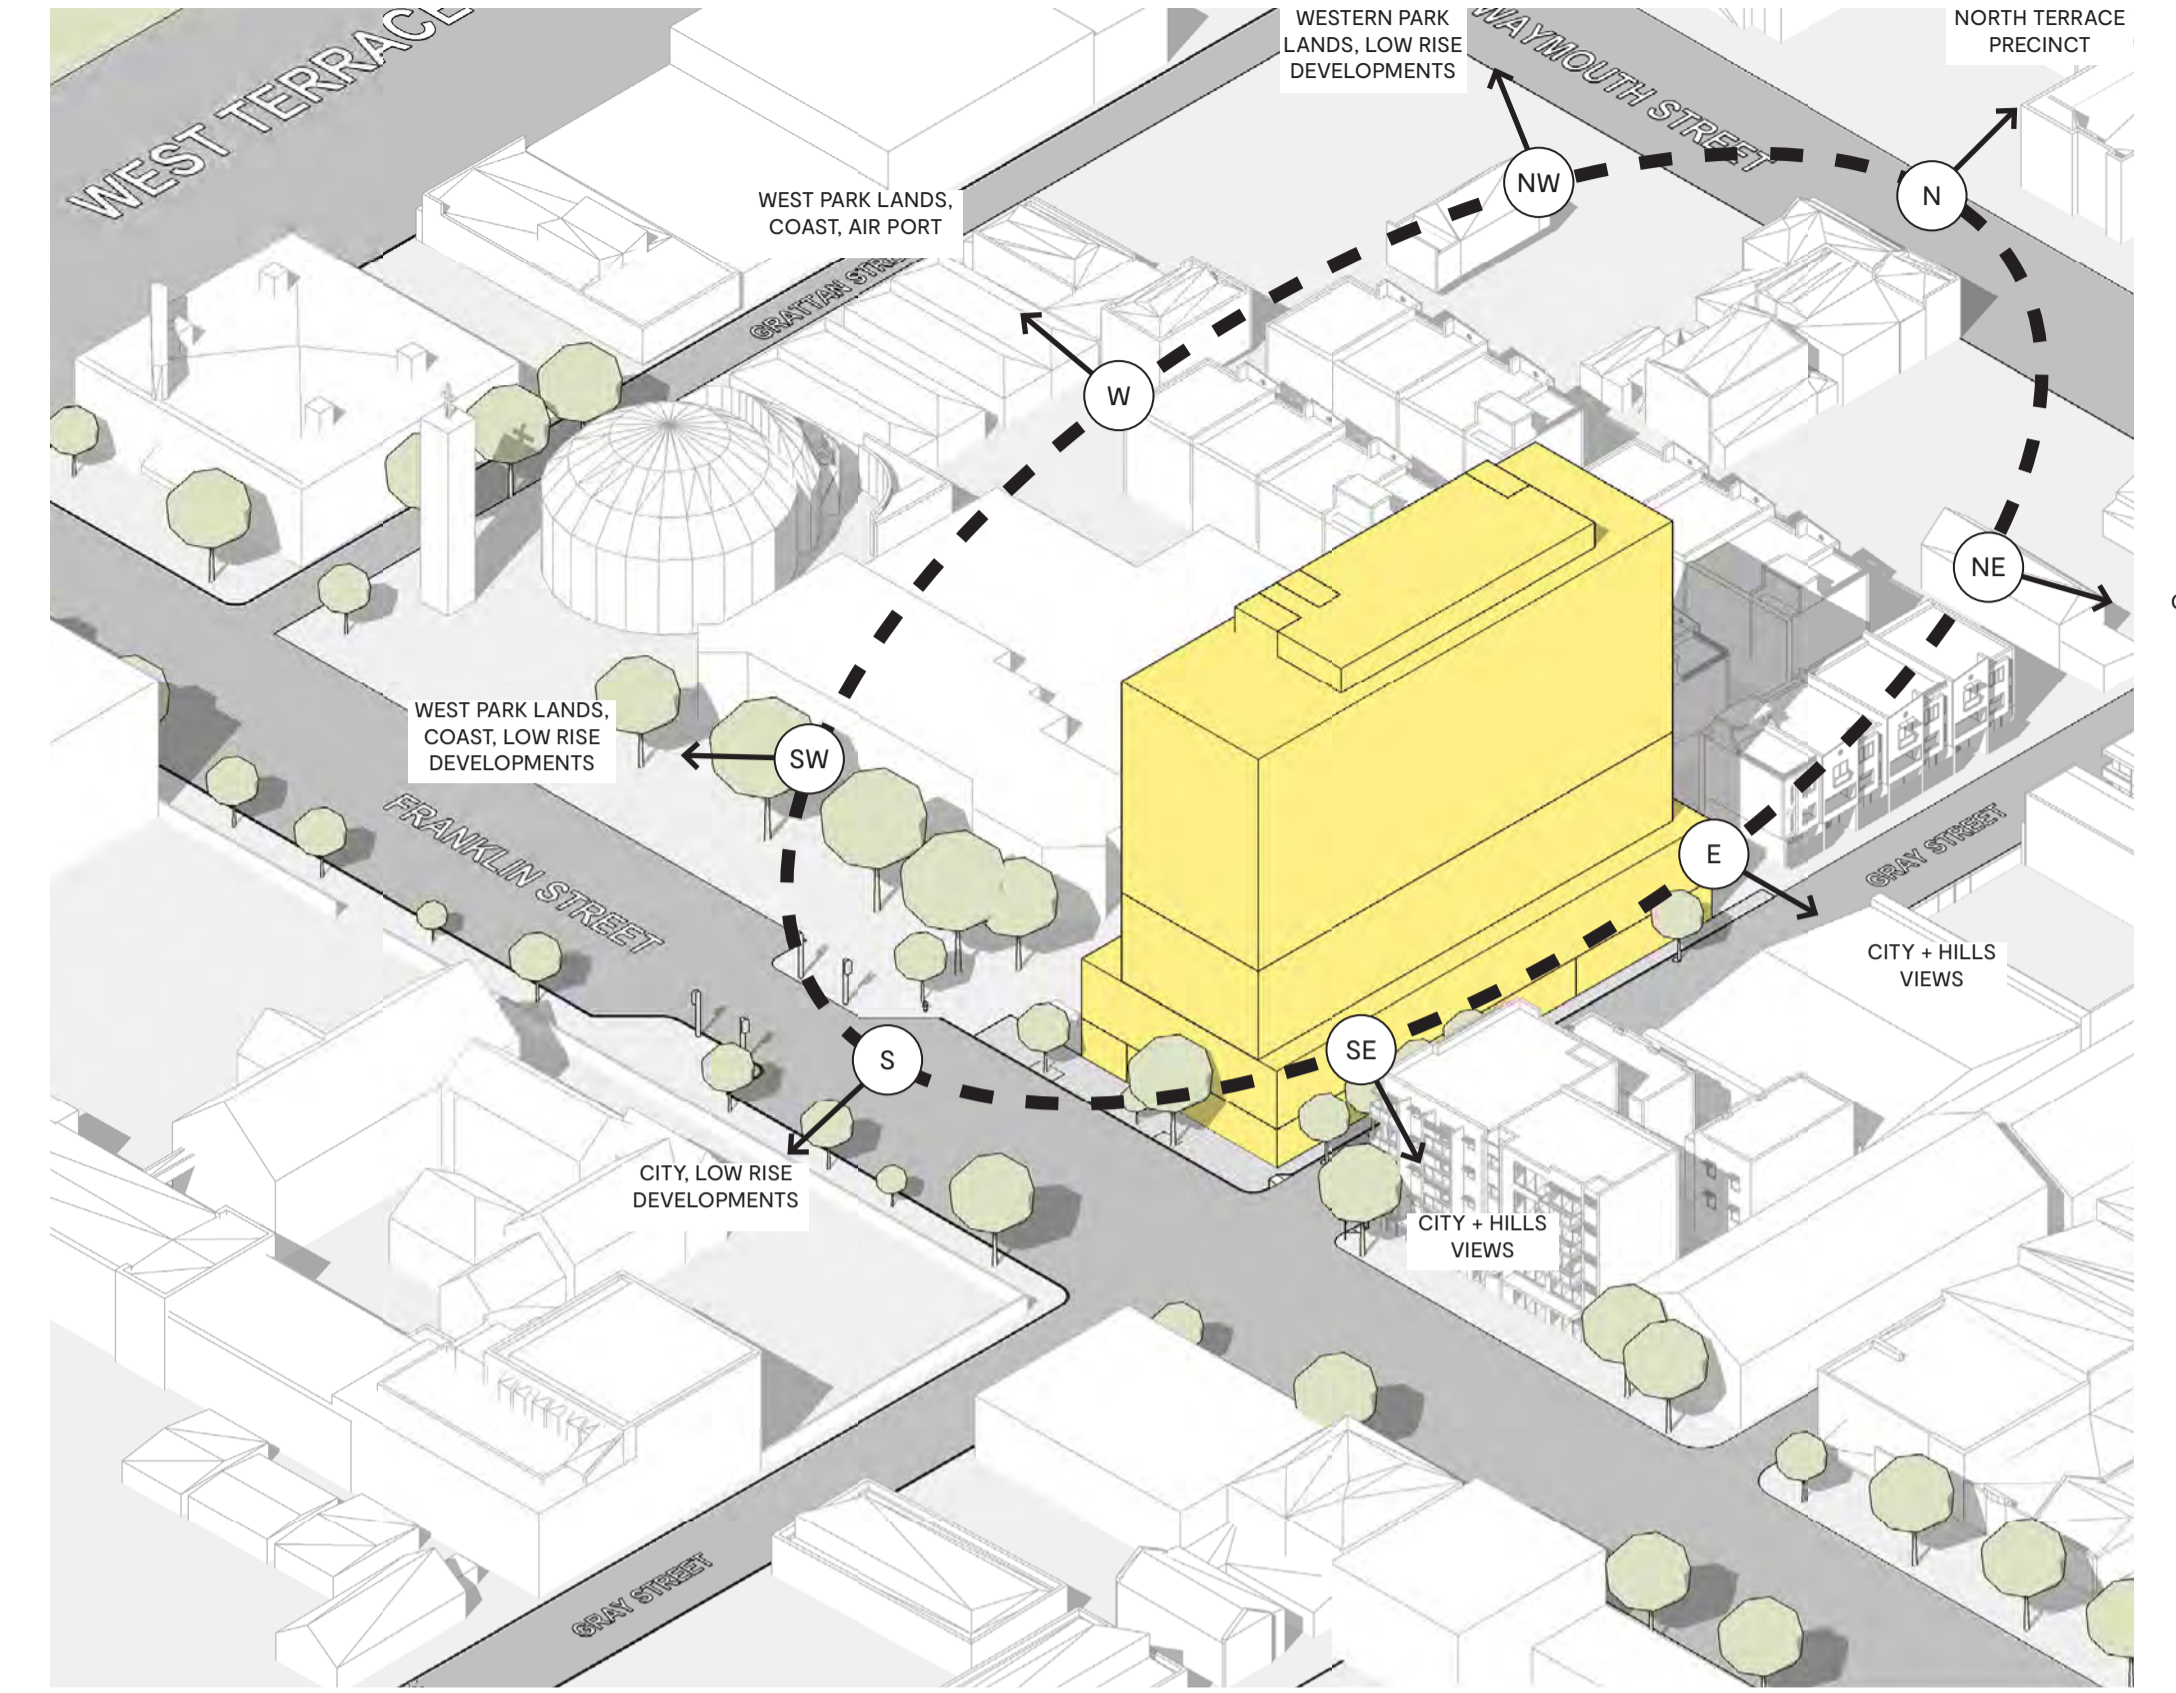 WEST TERRACE
WESTERN PARK
LANDS, LOW RISE
DEVELOPMENTS
WAYMOUTH STREET
NORTH TERRACE
PRECINCT
NW
N
WEST PARK LANDS,
COAST, AIR PORT
GRATTAN STRE
W
NE
WEST PARK LANDS,
COAST, LOW RISE
DEVELOPMENTS
SW
FRANKLIN STREET
E
GRAY STREET
CITY + HILLS
VIEWS
S
SE
CITY, LOW RISE
DEVELOPMENTS
CITY + HILLS
VIEWS
GRAY STREET